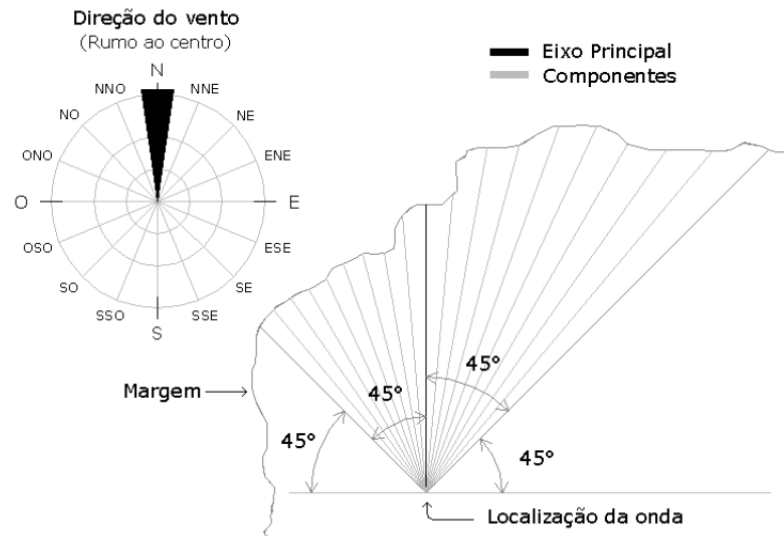 Direção do vento
(Rumo ao centro)
N
NNO
NNE
NO
NE
ONO
ENE
O
E
OSO
ESE
SO
SE
SSO
SSE
S
Eixo Principal
Componentes
Margem
45°
45°
45°
45°
Localização da onda